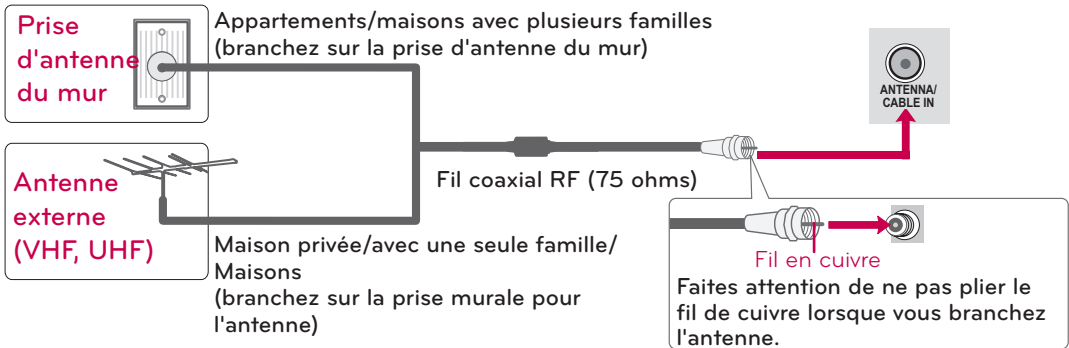 Prise
d'antenne
du mur
Appartements/maisons avec plusieurs familles
(branchez sur la prise d'antenne du mur)
ANTENNA/
CABLE IN
Fil coaxial RF (75 ohms)
Antenne
externe
(VHF, UHF)
Maison privée/avec une seule famille/
Maisons
(branchez sur la prise murale pour
l'antenne)
Fil en cuivre
Faites attention de ne pas plier le
fil de cuivre lorsque vous branchez
l'antenne.